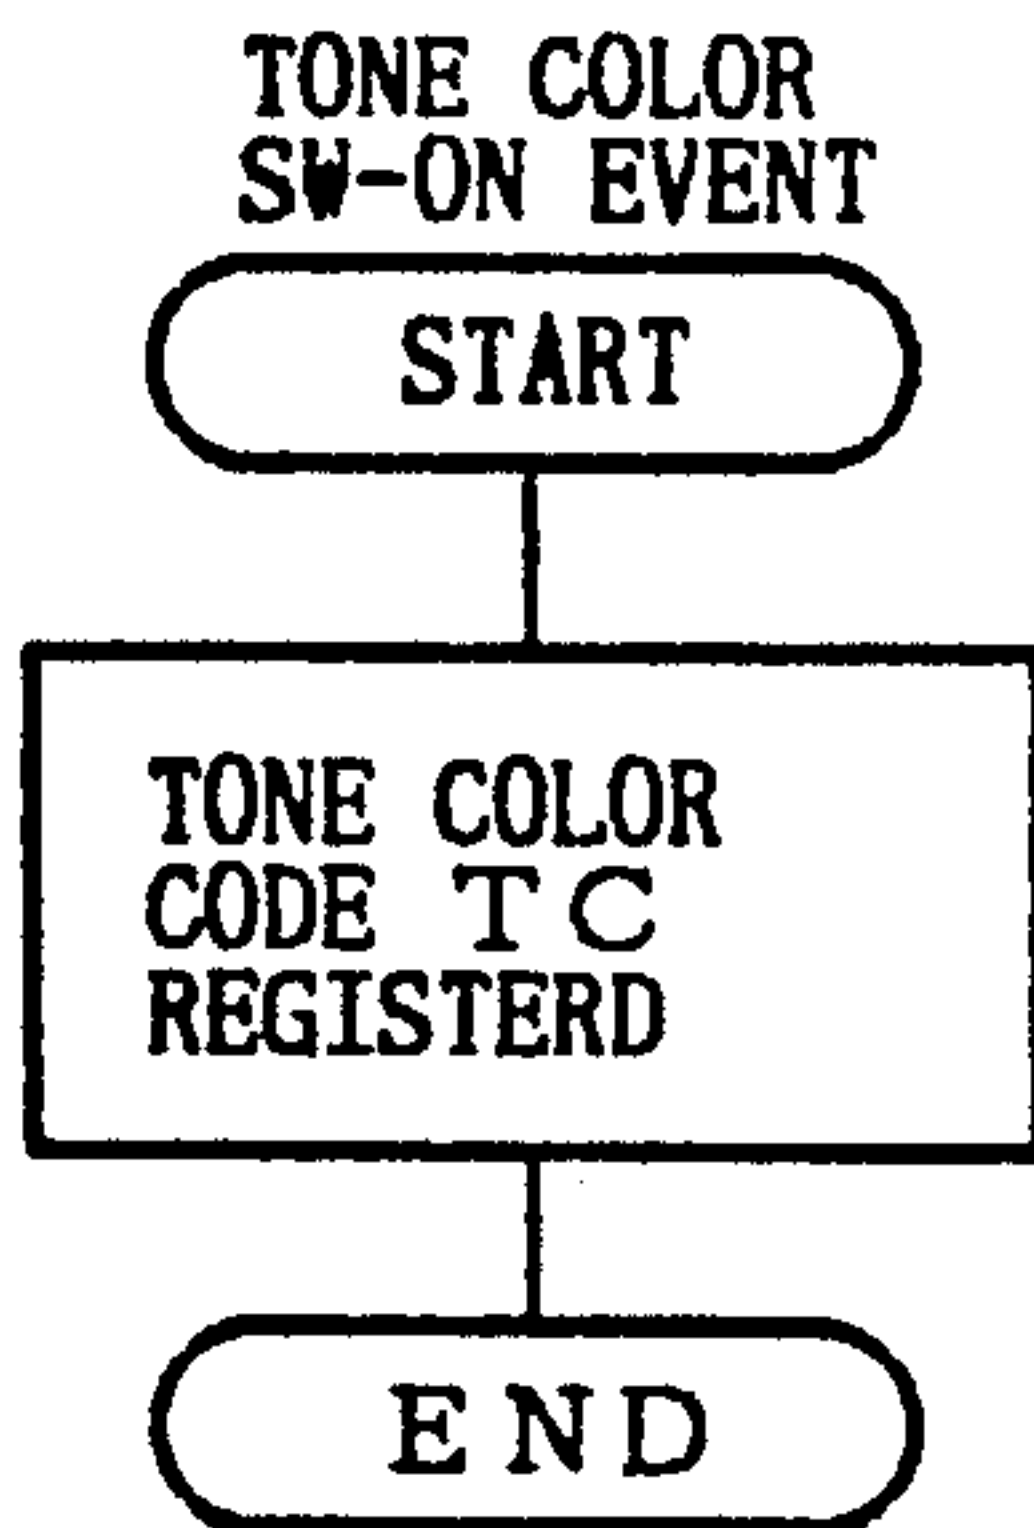 TONE COLOR
SW-ON EVENT
START
TONE COLOR
CODE TC
REGISTERD
END